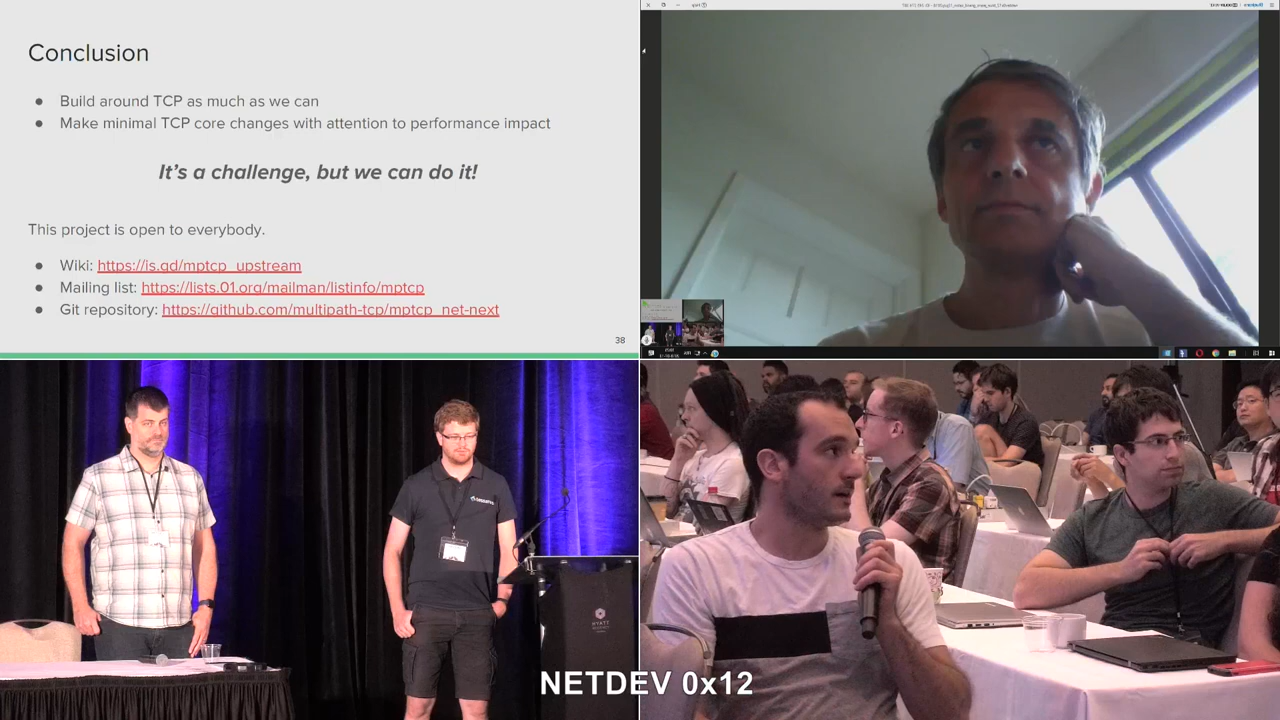 Conclusion
● Build around TCP as much as we can
● Make minimal TCP core changes with attention to performance impact
It's a challenge, but we can do it!
This project is open to everybody.
● Wiki: https://is.gd/mptcp_upstream
● Mailing list: https://lists.01.org/mailman/listinfo/mptcp
● Git repository: https://github.com/multipath-tcp/mptcp_net-next
38
HYATT
NETDEV 0x12